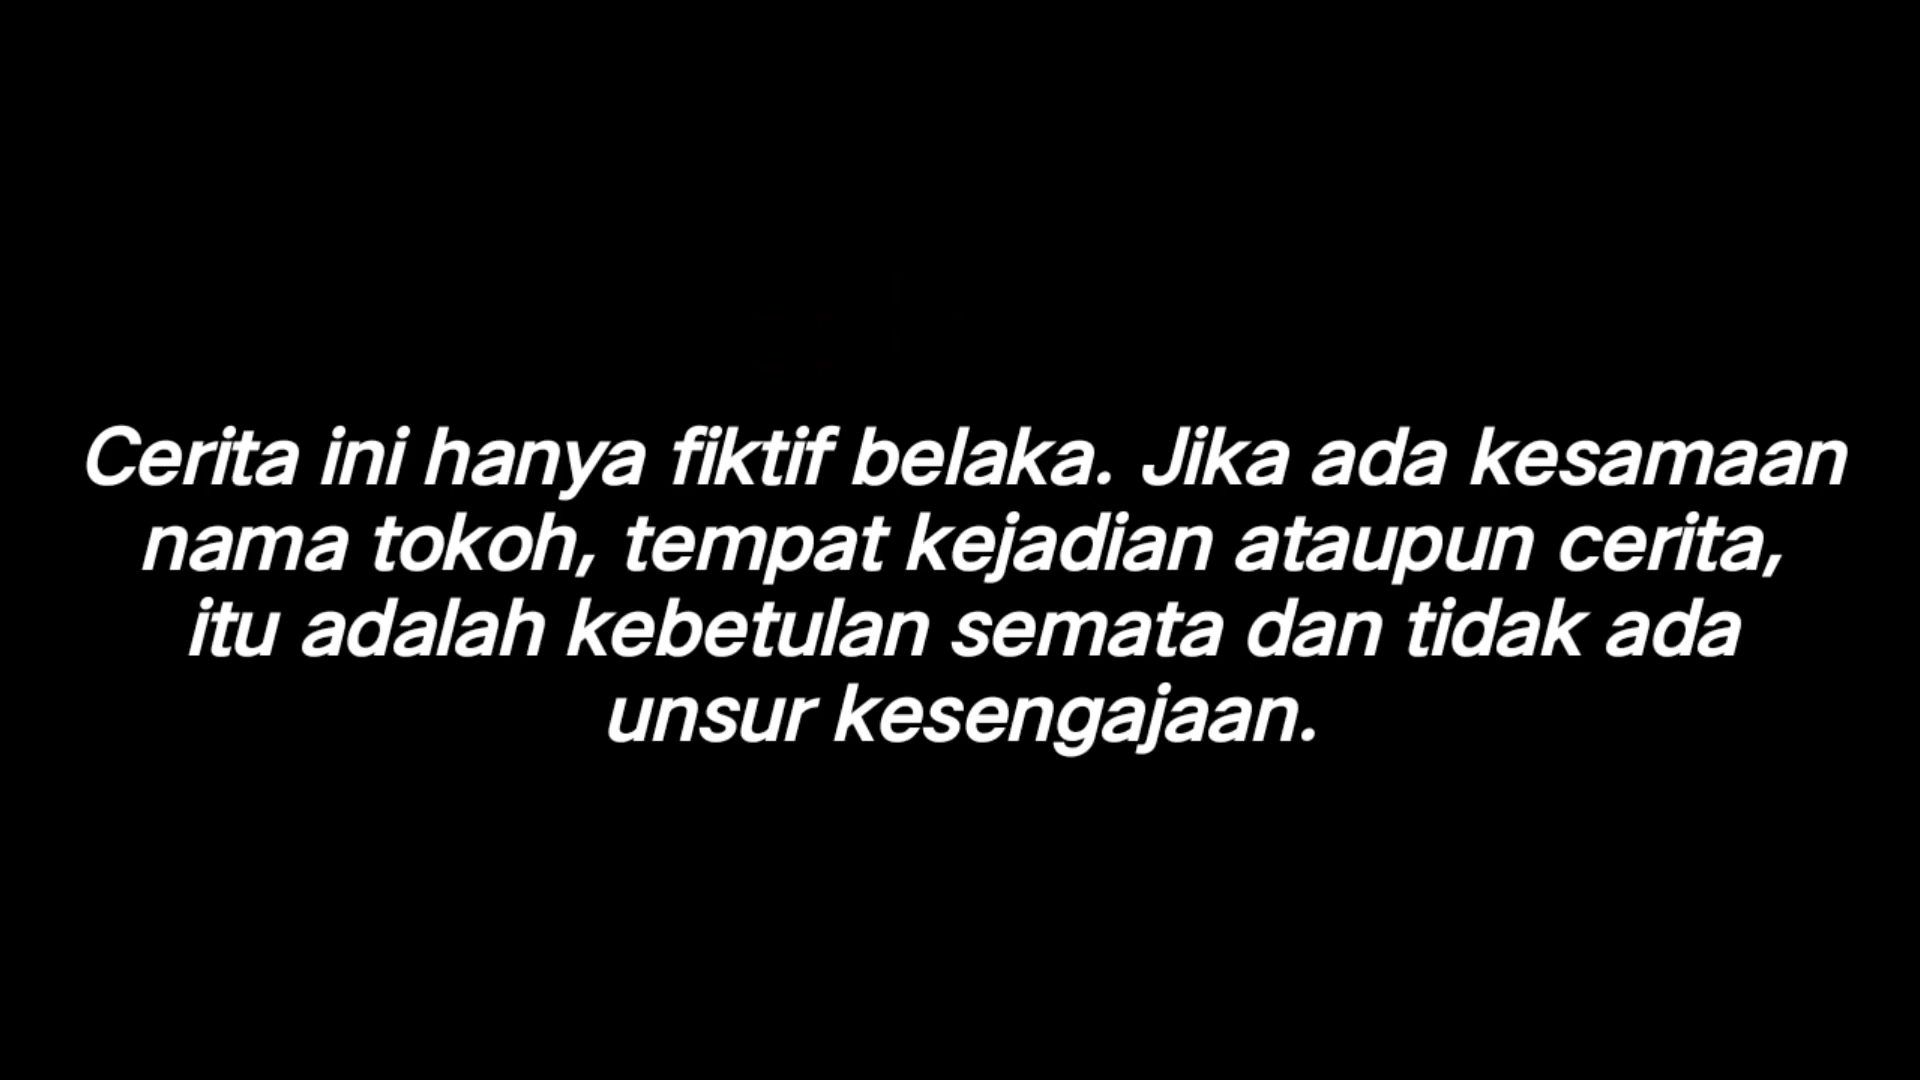 Cerita ini hanya fiktif belaka. Jika ada kesamaan
nama tokoh, tempat kejadian ataupun cerita,
itu adalah kebetulan semata dan tidak ada
unsur kesengajaan.